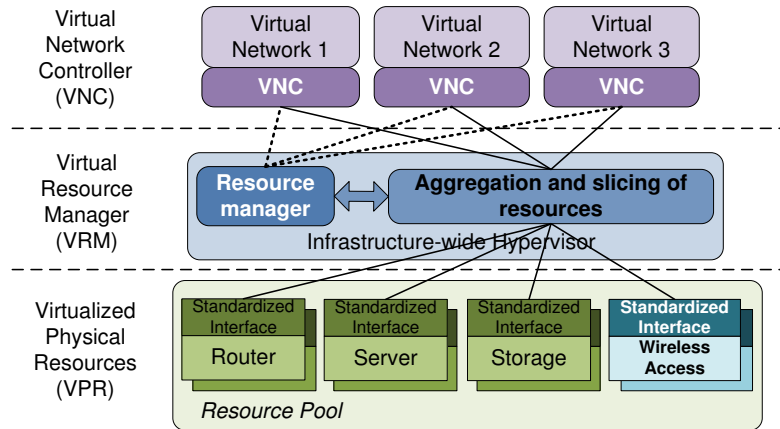 Virtual
Network
Controller
(VNC)
Virtual
Network 1
VNC
Virtual
Network 2
VNC
Virtual
Network 3
VNC
Virtual
Resource
Manager
(VRM)
Resource
manager
Aggregation and slicing of
resources
Infrastructure-wide Hypervisor
Virtualized
Physical
Resources
(VPR)
Standardized
Interface
Router
Standardized
Interface
Server
Standardized
Interface
Storage
Standardized
Interface
Wireless
Access
Resource Pool